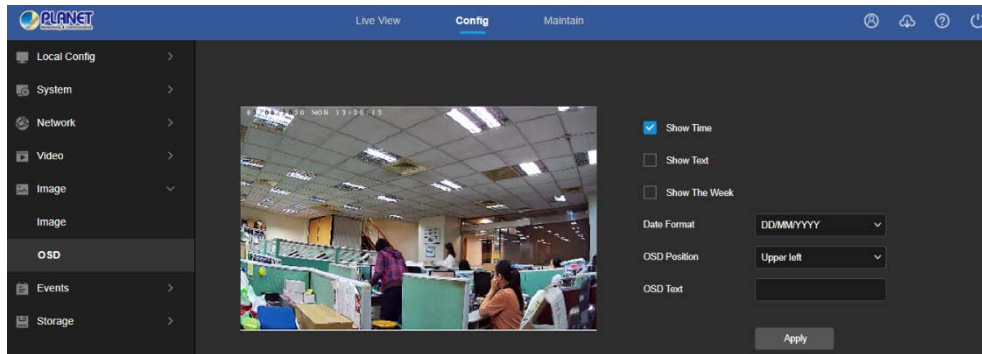 PLANET
Live View Config Maintain
Local Config
System
Network
Video
Image
Image
OSD
Events
Storage
MON
Show Time
Show Text
Show The Week
Date Format DD/MM/YYYY
OSD Position Upper left
OSD Text
Apply